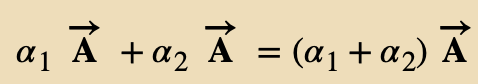 α₁ A⃗ + α₂ A⃗ = (α₁ + α₂) A⃗